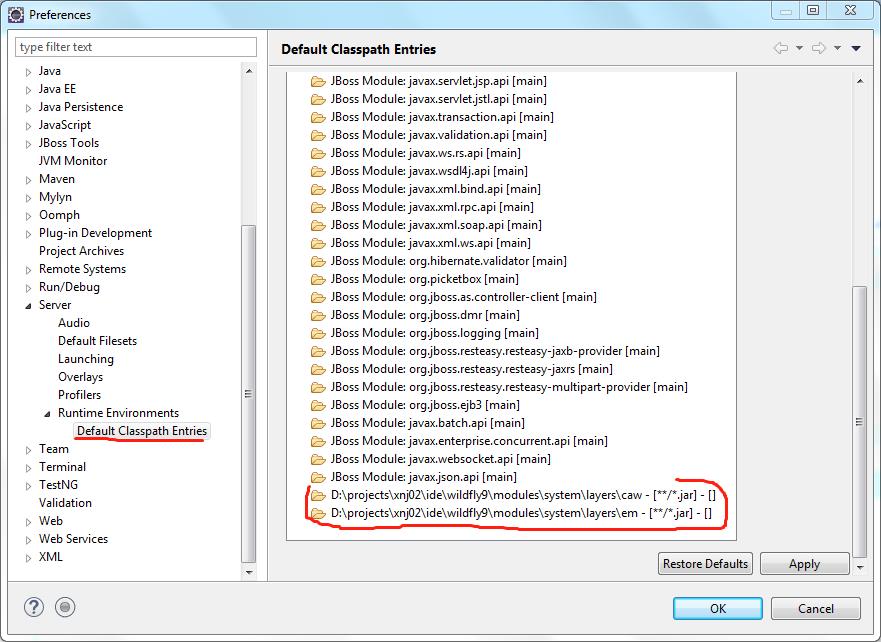 Preferences
type filter text
Java
Java EE
Java Persistence
JavaScript
JBoss Tools
JVM Monitor
Maven
Mylyn
Oomph
Plug-in Development
Project Archives
Remote Systems
Run/Debug
Server
Audio
Default Filesets
Launching
Overlays
Profilers
Runtime Environments
Default Classpath Entries
Team
Terminal
TestNG
Validation
Web
Web Services
XML
Default Classpath Entries
JBoss Module: javax.servlet.jsp.api [main]
JBoss Module: javax.servlet.jstl.api [main]
JBoss Module: javax.transaction.api [main]
JBoss Module: javax.validation.api [main]
JBoss Module: javax.ws.rs.api [main]
JBoss Module: javax.wsdl4j.api [main]
JBoss Module: javax.xml.bind.api [main]
JBoss Module: javax.xml.rpc.api [main]
JBoss Module: javax.xml.soap.api [main]
JBoss Module: javax.xml.ws.api [main]
JBoss Module: org.hibernate.validator [main]
JBoss Module: org.picketbox [main]
JBoss Module: org.jboss.as.controller-client [main]
JBoss Module: org.jboss.dmr [main]
JBoss Module: org.jboss.logging [main]
JBoss Module: org.jboss.resteasy.resteasy-jaxb-provider [main]
JBoss Module: org.jboss.resteasy.resteasy-jaxrs [main]
JBoss Module: org.jboss.resteasy.resteasy-multipart-provider [main]
JBoss Module: org.jboss.ejb3 [main]
JBoss Module: javax.batch.api [main]
JBoss Module: javax.enterprise.concurrent.api [main]
JBoss Module: javax.websocket.api [main]
JBoss Module: javax.json.api [main]
D:\projects\xnj02\ide\wildfly9\modules\system\layers\caw - [**/*.jar] - []
D:\projects\xnj02\ide\wildfly9\modules\system\layers\em - [**/*.jar] - []
Restore Defaults
Apply
?
OK
Cancel